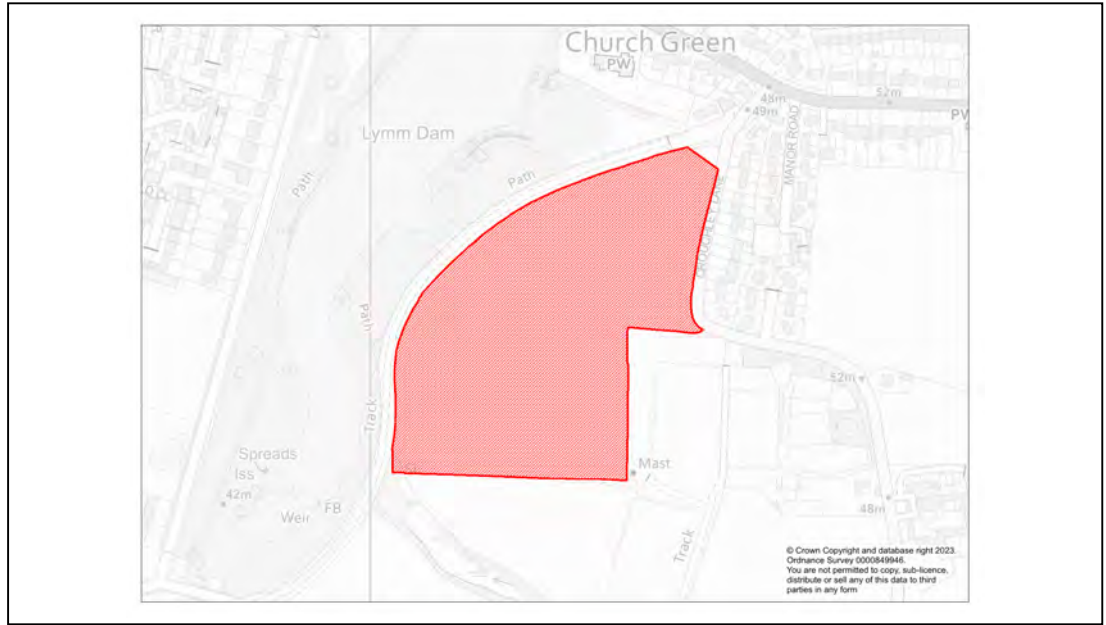 Church Green
PW
48m
49m
52m
PW
MANOR ROAD
Lymm Dam
Path
Path
CROUCHLEY LANE
Path
Track
52m
Spreads
Iss
42m
Weir
FB
Mast
48m
Track
© Crown Copyright and database right 2023.
Ordnance Survey 0000849946.
You are not permitted to copy, sub-licence,
distribute or sell any of this data to third
parties in any form